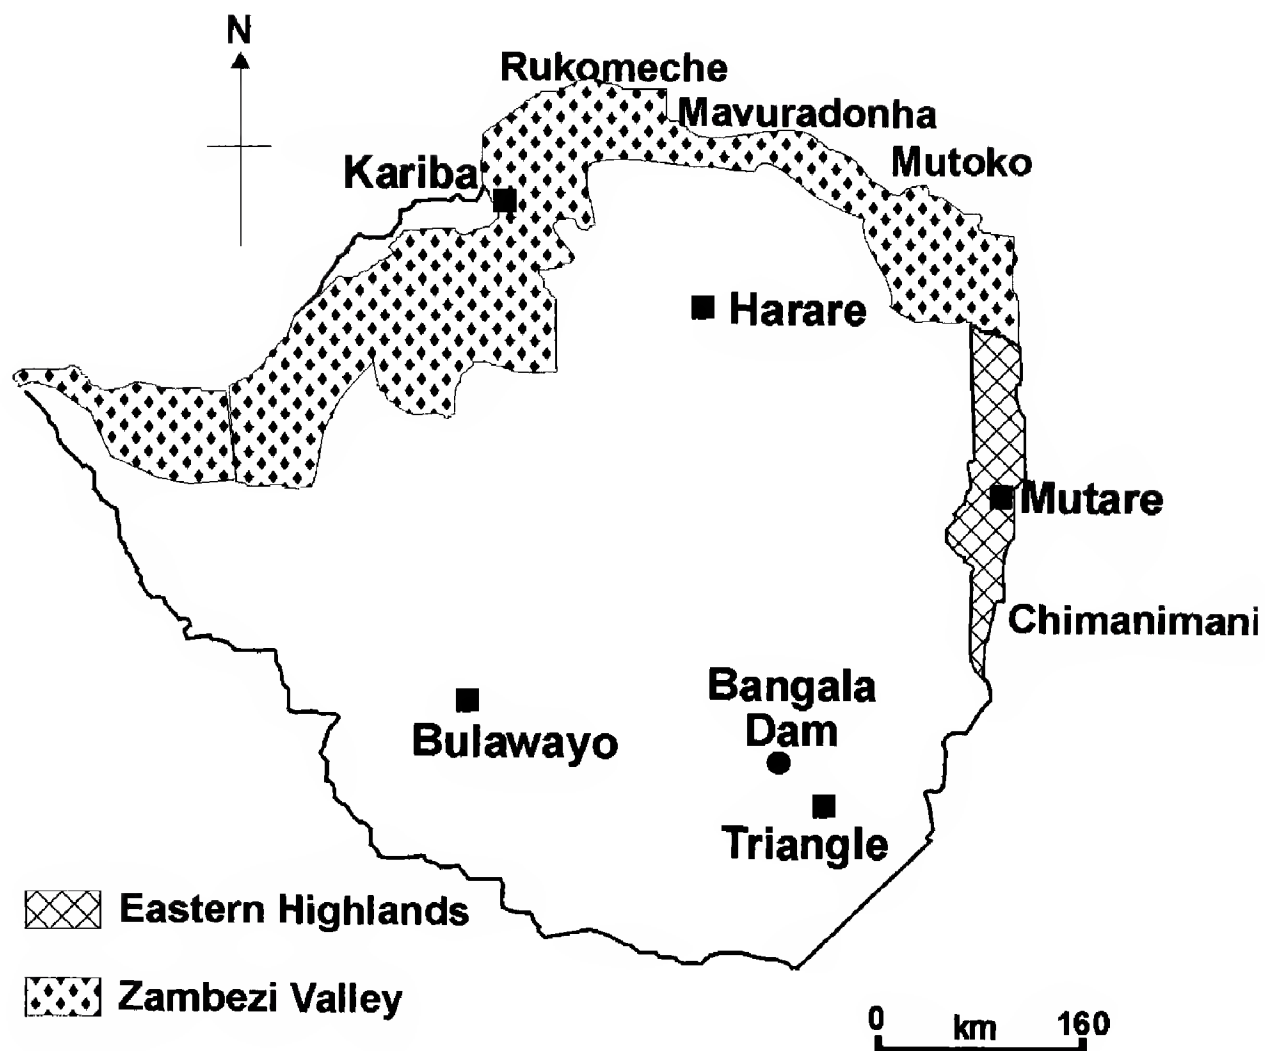 N
Rukomeche
Mavuradonha
Mutoko
Kariba
Harare
Mutare
Chimanimani
Bangala
Dam
Bulawayo
Triangle
Eastern Highlands
Zambezi Valley
0 km 160